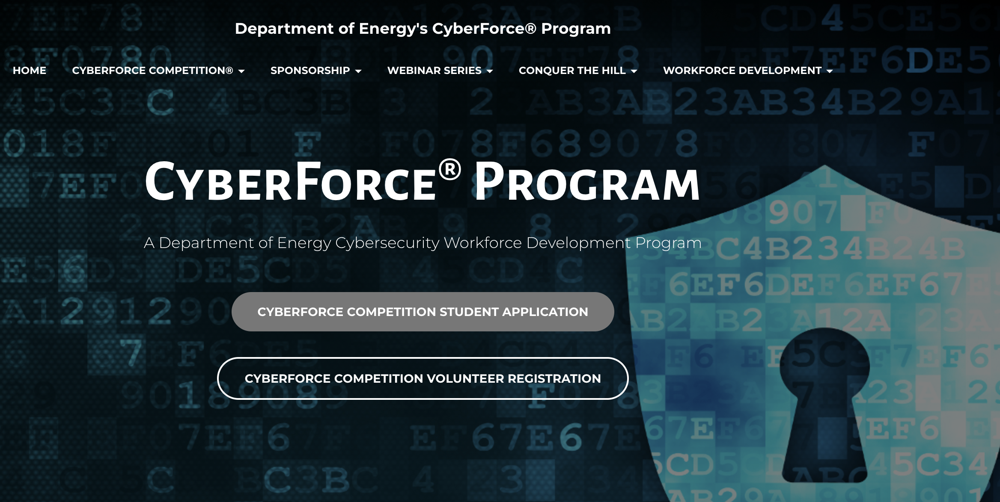 Department of Energy's CyberForce® Program
HOME CYBERFORCE COMPETITION® SPONSORSHIP WEBINAR SERIES CONQUER THE HILL WORKFORCE DEVELOPMENT
CyberForce® Program
A Department of Energy Cybersecurity Workforce Development Program
CYBERFORCE COMPETITION STUDENT APPLICATION
CYBERFORCE COMPETITION VOLUNTEER REGISTRATION